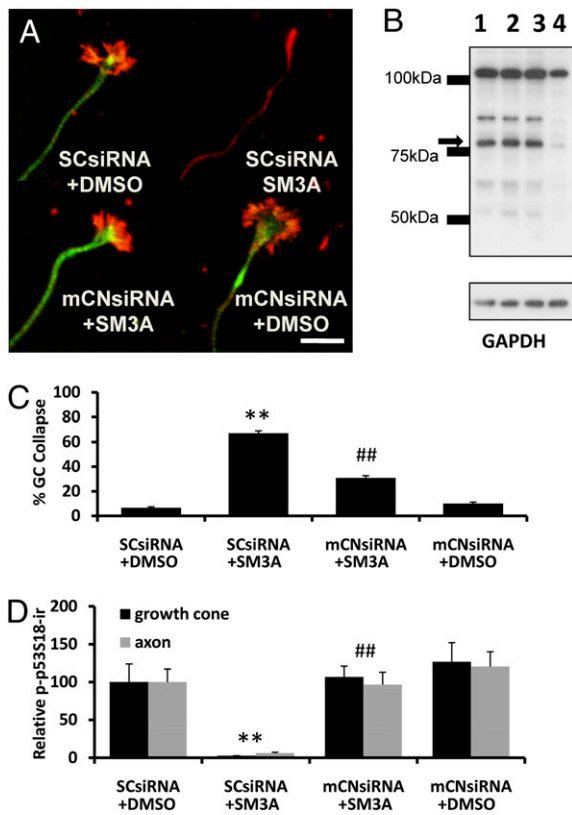 A
SCsiRNA
+DMSO
SCsiRNA
SM3A
mCNsiRNA
+SM3A
mCNsiRNA
+DMSO
B
1 2 3 4
100kDa
75kDa
50kDa
GAPDH
C
% GC Collapse
100
80
60
40
20
0
**
##
SCsiRNA
+DMSO
SCsiRNA
+SM3A
mCNsiRNA
+SM3A
mCNsiRNA
+DMSO
D
Relative p-p53S18-ir
200
150
100
50
0
growth cone
axon
**
##
SCsiRNA
+DMSO
SCsiRNA
+SM3A
mCNsiRNA
+SM3A
mCNsiRNA
+DMSO